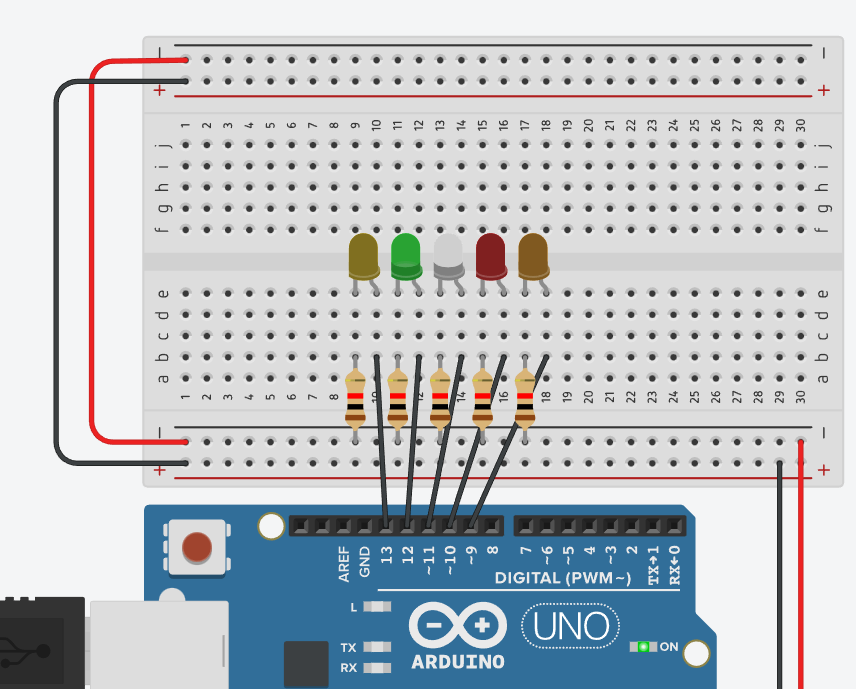 − −
+ +
1 2 3 4 5 6 7 8 9 10 11 12 13 14 15 16 17 18 19 20 21 22 23 24 25 26 27 28 29 30
j j
i i
h h
g g
f f
e e
d d
c c
b b
a a
1 2 3 4 5 6 7 8 9 10 11 12 13 14 15 16 17 18 19 20 21 22 23 24 25 26 27 28 29 30
− −
+ +
AREF GND 13 12 ~11 ~10 ~9 8 7 ~6 ~5 4 ~3 2 TX→1 RX←0
DIGITAL (PWM~)
L
− + UNO
TX ON
RX ARDUINO